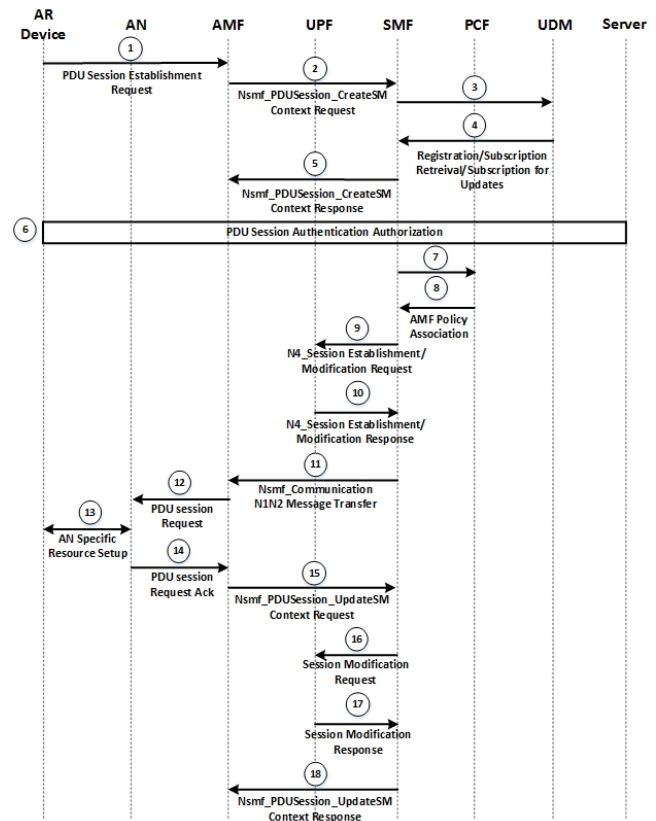 AR
Device
AN
AMF
UPF
SMF
PCF
UDM
Server
1
PDU Session Establishment
Request
2
Nsmf_PDUSession_CreateSM
Context Request
3
4
Registration/Subscription
Retreival/Subscription for
Updates
5
Nsmf_PDUSession_CreateSM
Context Response
6
PDU Session Authentication Authorization
7
8
AMF Policy
Association
9
N4_Session Establishment/
Modification Request
10
N4_Session Establishment/
Modification Response
11
Nsmf_Communication
N1N2 Message Transfer
12
PDU session
Request
13
AN Specific
Resource Setup
14
PDU session
Request Ack
15
Nsmf_PDUSession_UpdateSM
Context Request
16
Session Modification
Request
17
Session Modification
Response
18
Nsmf_PDUSession_UpdateSM
Context Response